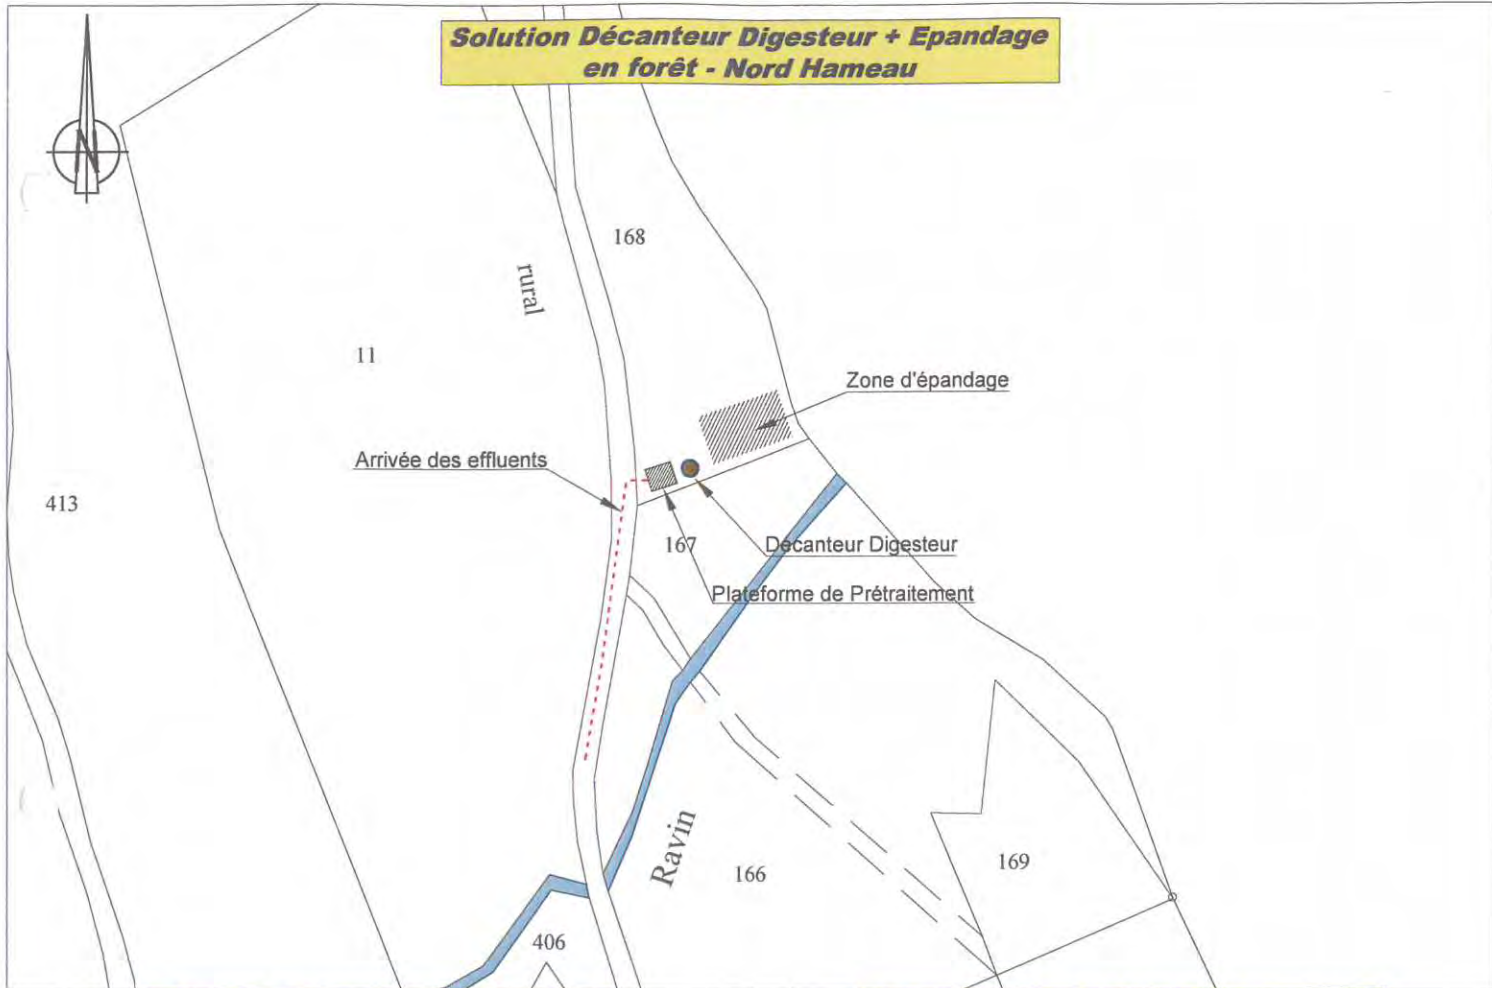 Solution Décanteur Digesteur + Epandage
en forêt - Nord Hameau
N
168
rural
11
Zone d'épandage
Arrivée des effluents
413
167
Décanteur Digesteur
Plateforme de Prétraitement
Ravin
166
169
406